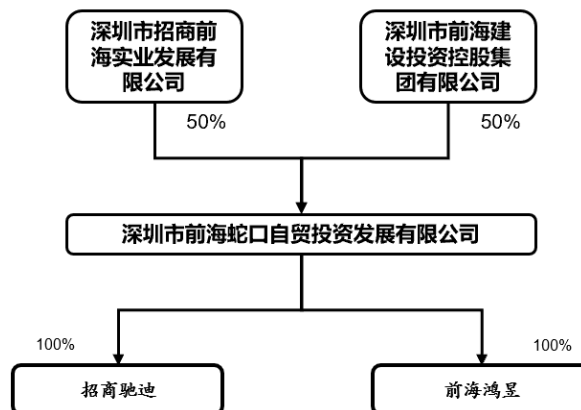 深圳市招商前
海实业发展有
限公司
深圳市前海建
设投资控股集
团有限公司
50%
50%
深圳市前海蛇口自贸投资发展有限公司
100%
100%
招商驰迪
前海鸿昱